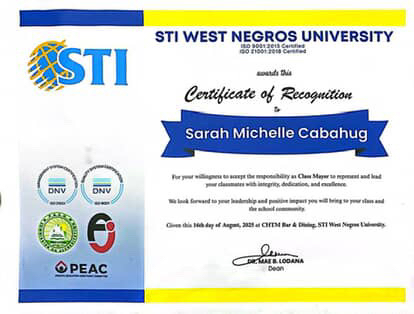 STI
STI WEST NEGROS UNIVERSITY
ISO 9001:2015 Certified
ISO 21001:2018 Certified
awards this
Certificate of Recognition
to
Sarah Michelle Cabahug
For your willingness to accept the responsibility as Class Mayor to represent and lead
your classmates with integrity, dedication, and excellence.
We look forward to your leadership and positive impact you will bring to your class and
the school community.
Given this 16th day of August, 2025 at CHTM Bar & Dining, STI West Negros University.
DNV
DNV
PEAC
DR. MAE B. LODANA
Dean